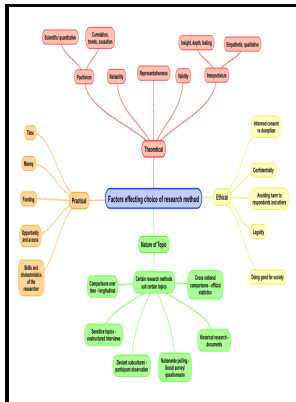 Scientific/ quantitative
Correlation,
trends, causation
Insight, depth, feeling
Empathetic, qualitative
Positivism
Reliability
Representativeness
Validity
Interpretivism
Theoretical
Time
Money
Funding
Opportunity
and access
Skills and
characteristics
of the
researcher
Practical
Factors effecting choice of research method
Ethical
Informed consent
vs deception
Confidentiality
Avoiding harm to
respondents and others
Legality
Doing good for society
Nature of Topic
Certain research methods
suit certain topics
Comparisons over
time - longitudinal
Cross national
comparisons - official
statistics
Sensitive topics -
unstructured interviews
Historical research -
documents
Deviant subcultures -
participant observation
Nationwide polling -
Social survey/
questionnaire